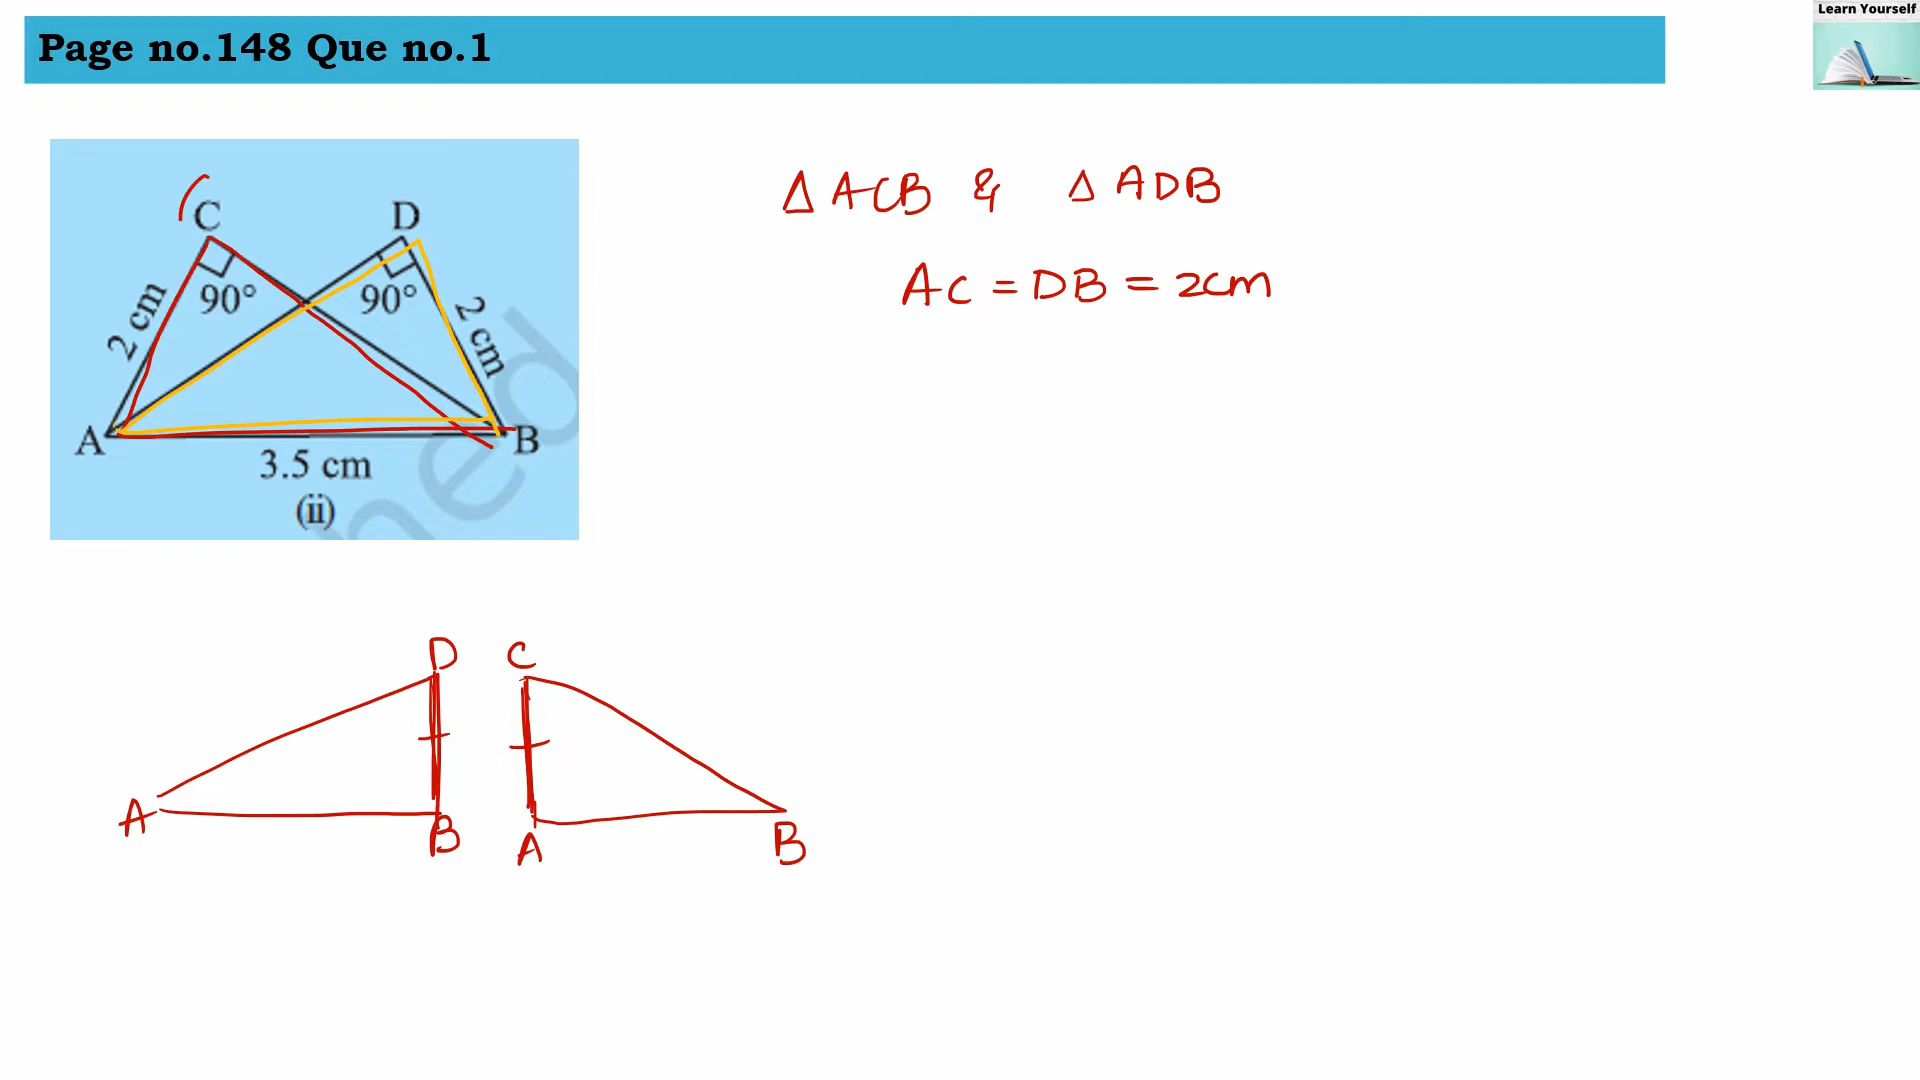 Learn Yourself
Page no.148 Que no.1
C D
90° 90°
2 cm 2 cm
A B
3.5 cm
(ii)
Δ ACB & Δ ADB
AC = DB = 2cm
D C
A B A B